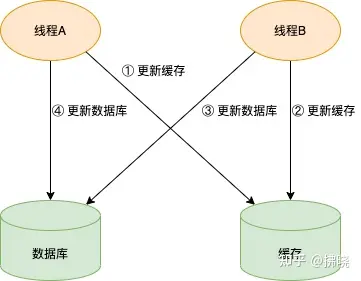 线程A
线程B
① 更新缓存
④ 更新数据库
③ 更新数据库
② 更新缓存
数据库
缓存
知乎 @拂晓